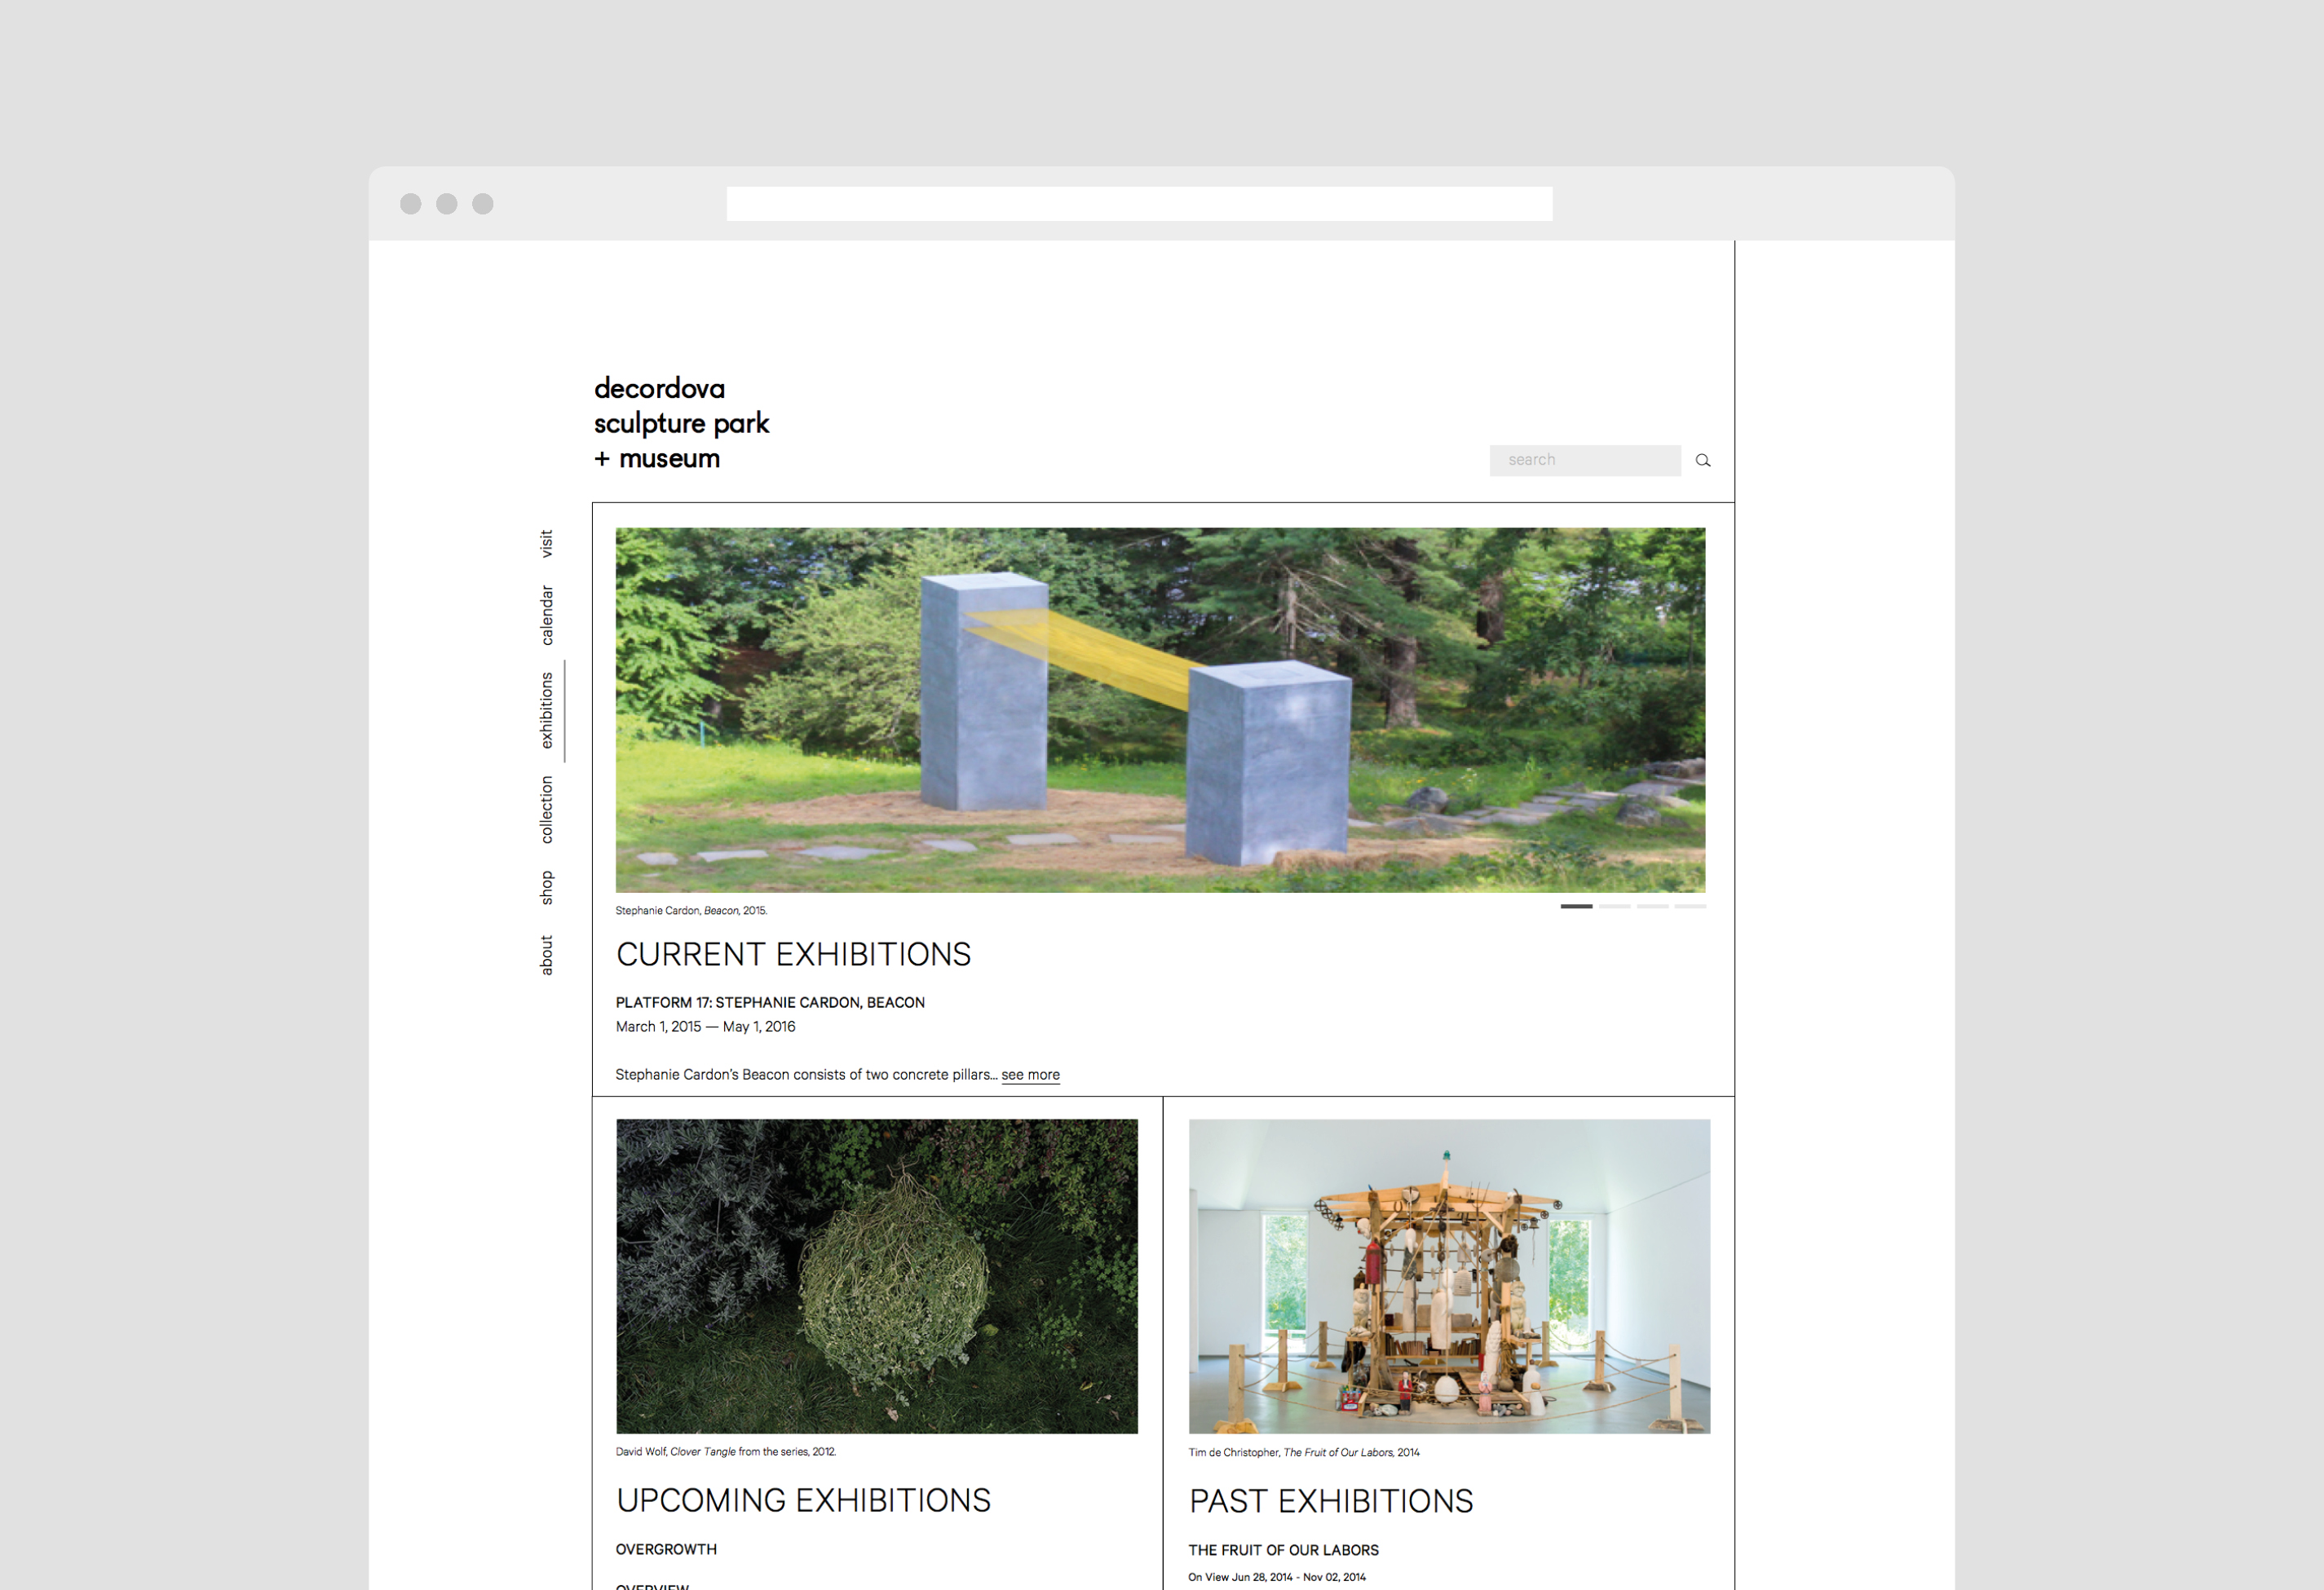 decordova
sculpture park
+ museum
search
visit
calendar
exhibitions
collection
shop
about
Stephanie Cardon, Beacon, 2015.
CURRENT EXHIBITIONS
PLATFORM 17: STEPHANIE CARDON, BEACON
March 1, 2015 — May 1, 2016
Stephanie Cardon’s Beacon consists of two concrete pillars... see more
David Wolf, Clover Tangle from the series, 2012.
UPCOMING EXHIBITIONS
OVERGROWTH
OVERVIEW
Tim de Christopher, The Fruit of Our Labors, 2014
PAST EXHIBITIONS
THE FRUIT OF OUR LABORS
On View Jun 28, 2014 - Nov 02, 2014